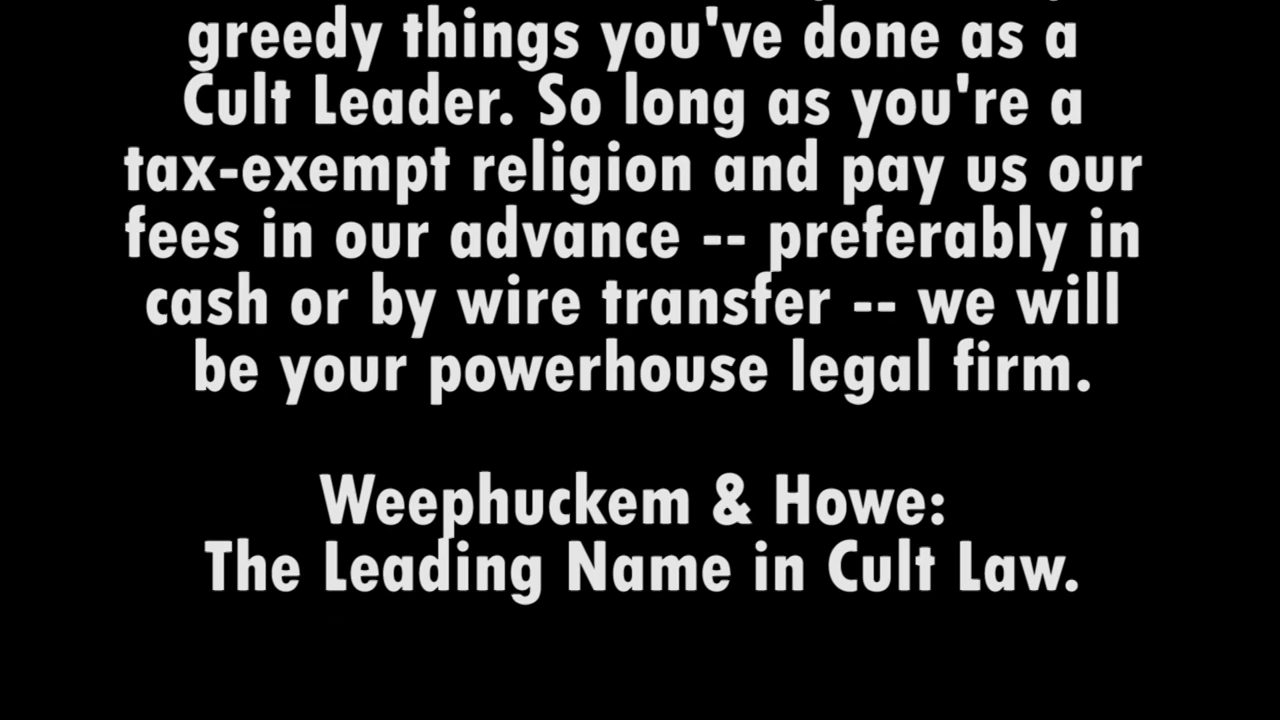 greedy things you've done as a
Cult Leader. So long as you're a
tax-exempt religion and pay us our
fees in our advance -- preferably in
cash or by wire transfer -- we will
be your powerhouse legal firm.
Weephuckem & Howe:
The Leading Name in Cult Law.